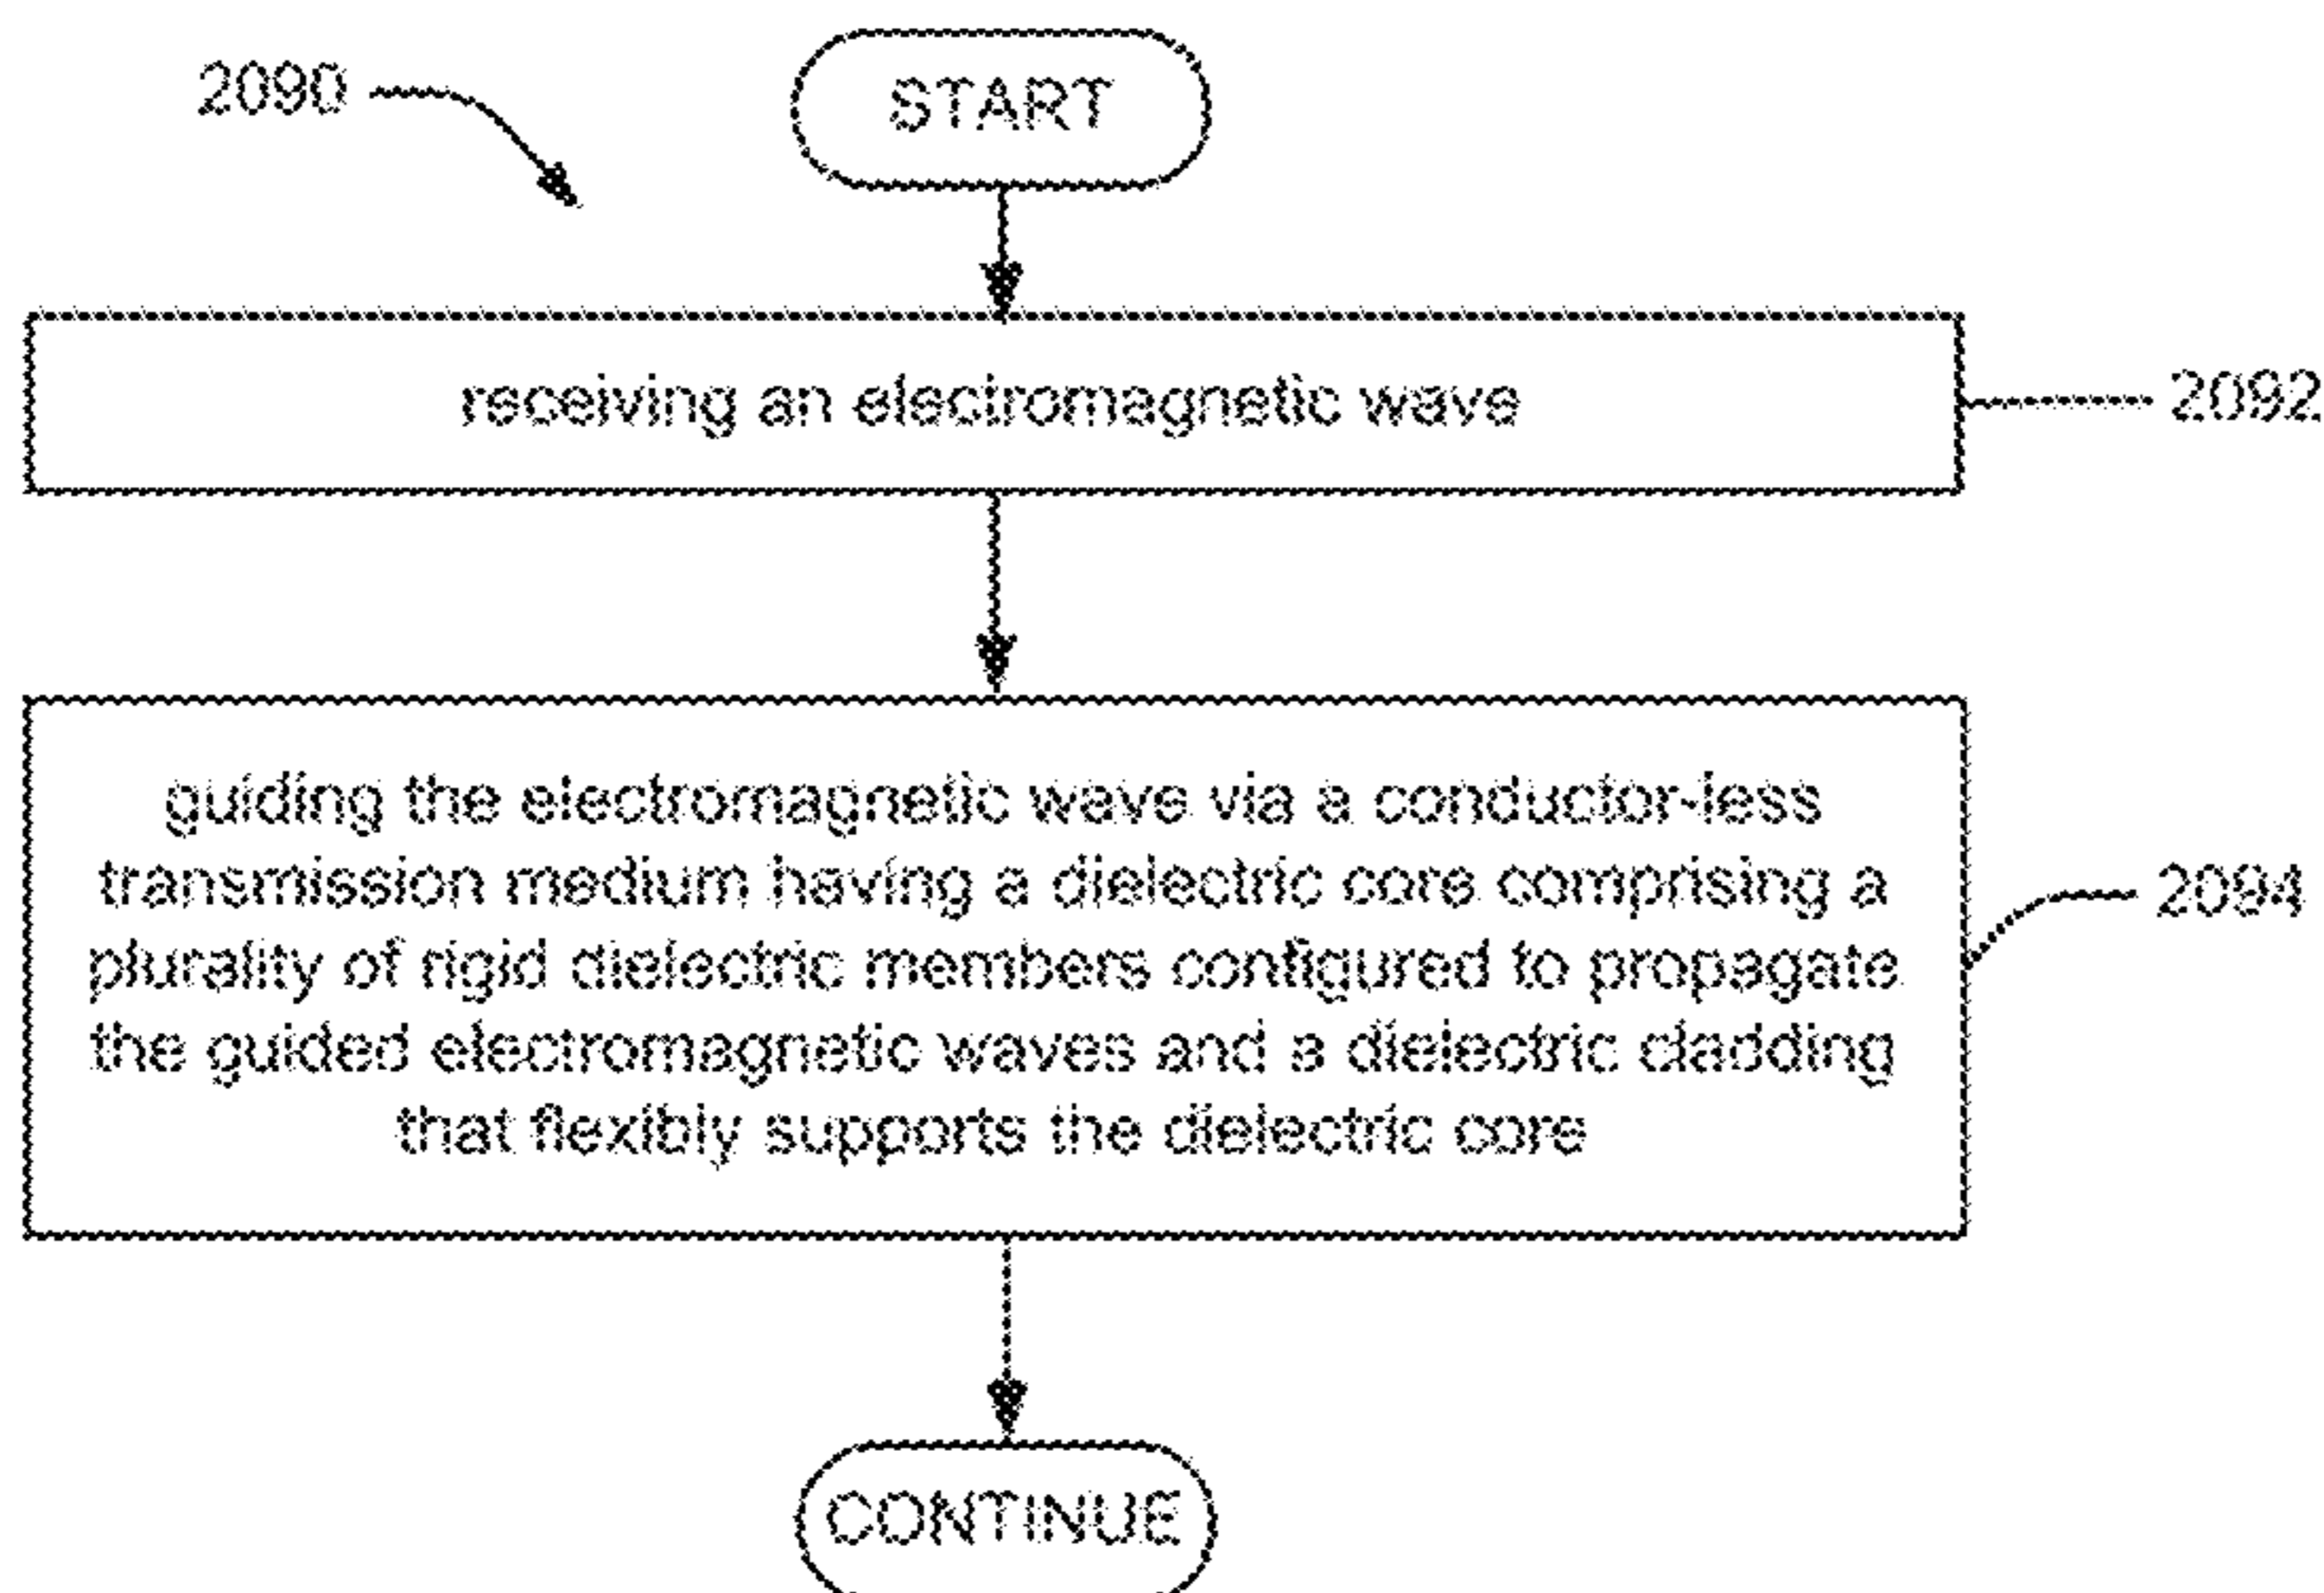 2090
START
receiving an electromagnetic wave
2092
guiding the electromagnetic wave via a conductor-less
transmission medium having a dielectric core comprising a
plurality of rigid dielectric members configured to propagate
the guided electromagnetic waves and a dielectric cladding
that flexibly supports the dielectric core
2094
CONTINUE